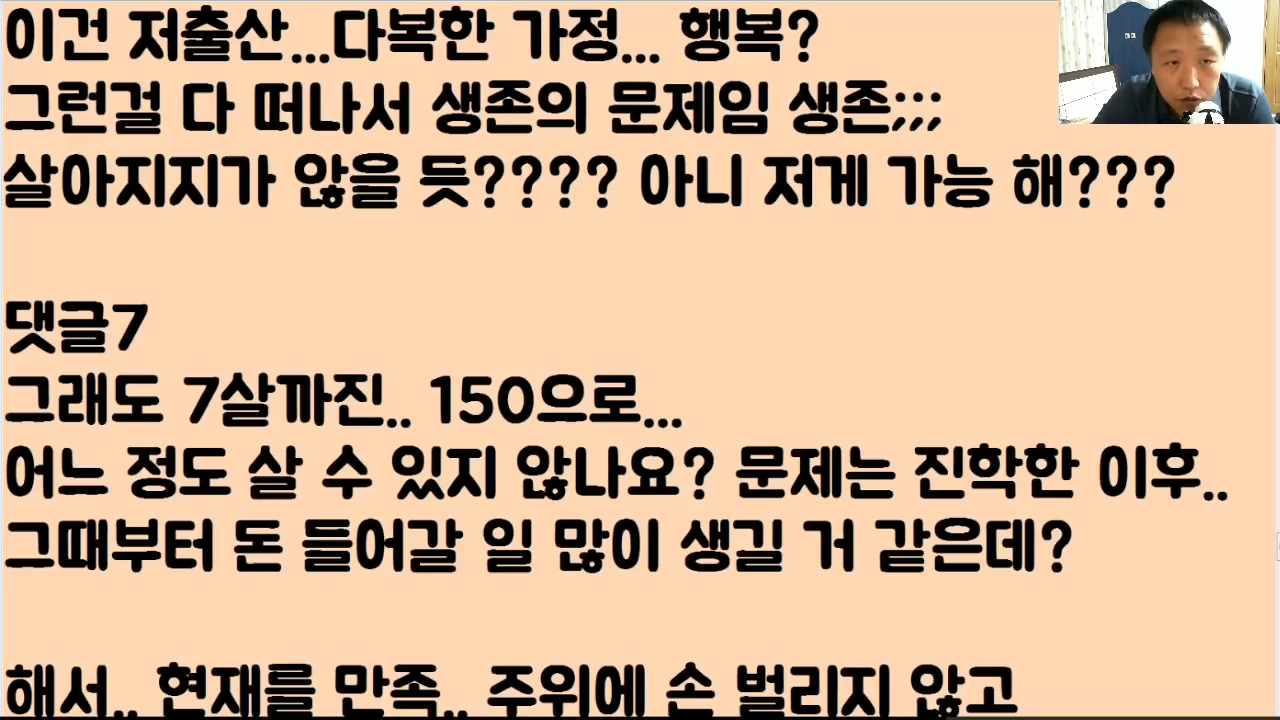 이건 저출산...다복한 가정... 행복?
그런걸 다 떠나서 생존의 문제임 생존;;;
살아지지가 않을 듯???? 아니 저게 가능 해???
댓글7
그래도 7살까진.. 150으로...
어느 정도 살 수 있지 않나요? 문제는 진학한 이후..
그때부터 돈 들어갈 일 많이 생길 거 같은데?
해서.. 현재를 만족.. 주위에 손 벌리지 않고